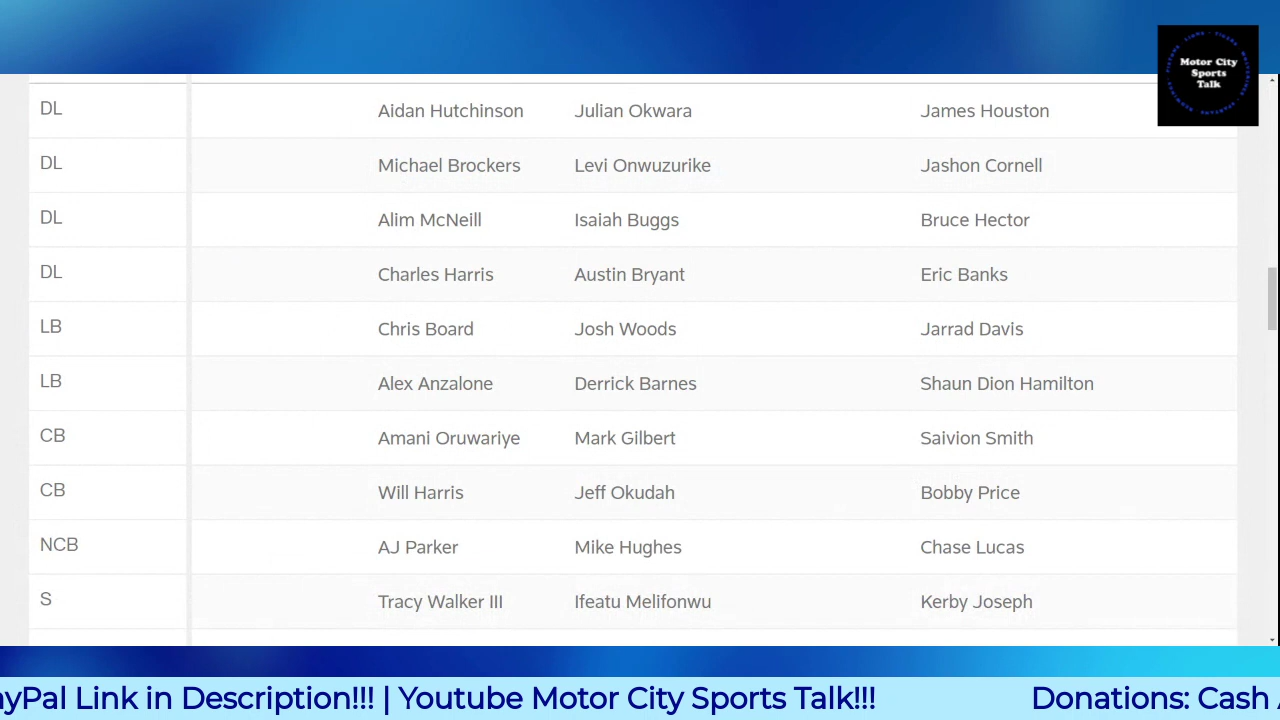 Motor City
Sports
Talk
DL Aidan Hutchinson Julian Okwara James Houston
DL Michael Brockers Levi Onwuzurike Jashon Cornell
DL Alim McNeill Isaiah Buggs Bruce Hector
DL Charles Harris Austin Bryant Eric Banks
LB Chris Board Josh Woods Jarrad Davis
LB Alex Anzalone Derrick Barnes Shaun Dion Hamilton
CB Amani Oruwariye Mark Gilbert Saivion Smith
CB Will Harris Jeff Okudah Bobby Price
NCB AJ Parker Mike Hughes Chase Lucas
S Tracy Walker III Ifeatu Melifonwu Kerby Joseph
ayPal Link in Description!!! | Youtube Motor City Sports Talk!!! Donations: Cash